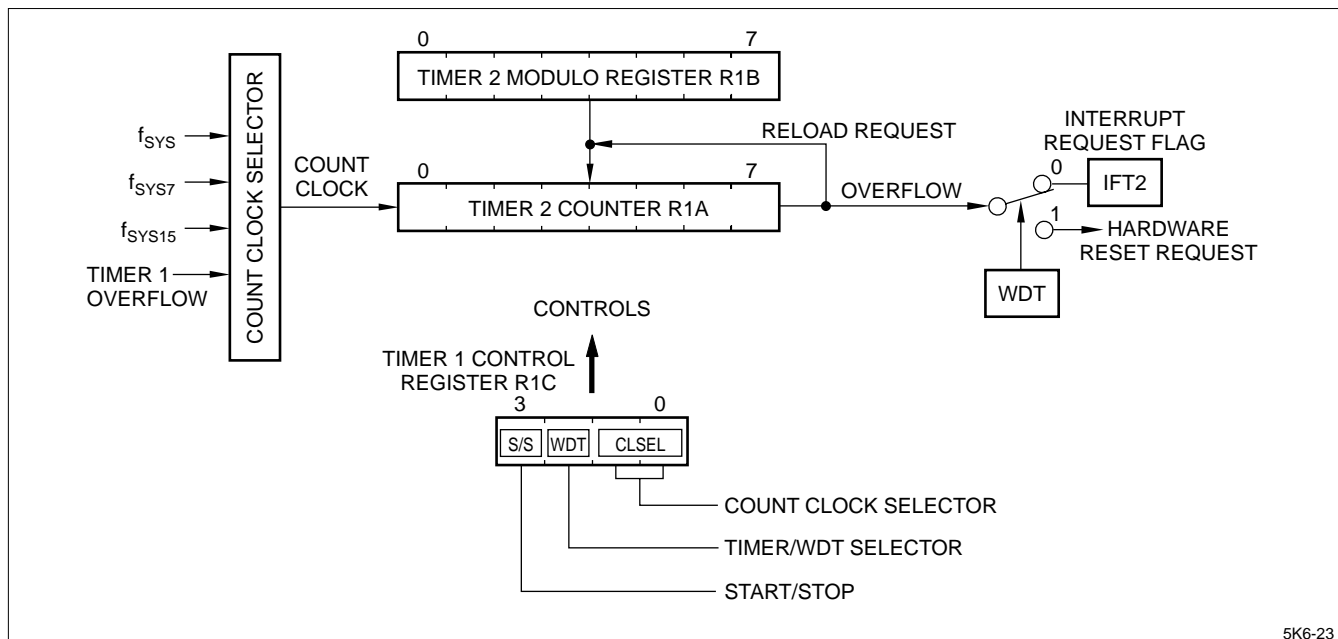 0 7
TIMER 2 MODULO REGISTER R1B
COUNT CLOCK SELECTOR
fSYS
fSYS7
fSYS15
TIMER 1
OVERFLOW
COUNT
CLOCK
RELOAD REQUEST
0 7
TIMER 2 COUNTER R1A
OVERFLOW
INTERRUPT
REQUEST FLAG
0
IFT2
1
HARDWARE
RESET REQUEST
WDT
CONTROLS
TIMER 1 CONTROL
REGISTER R1C
3 0
S/S WDT CLSEL
COUNT CLOCK SELECTOR
TIMER/WDT SELECTOR
START/STOP
5K6-23